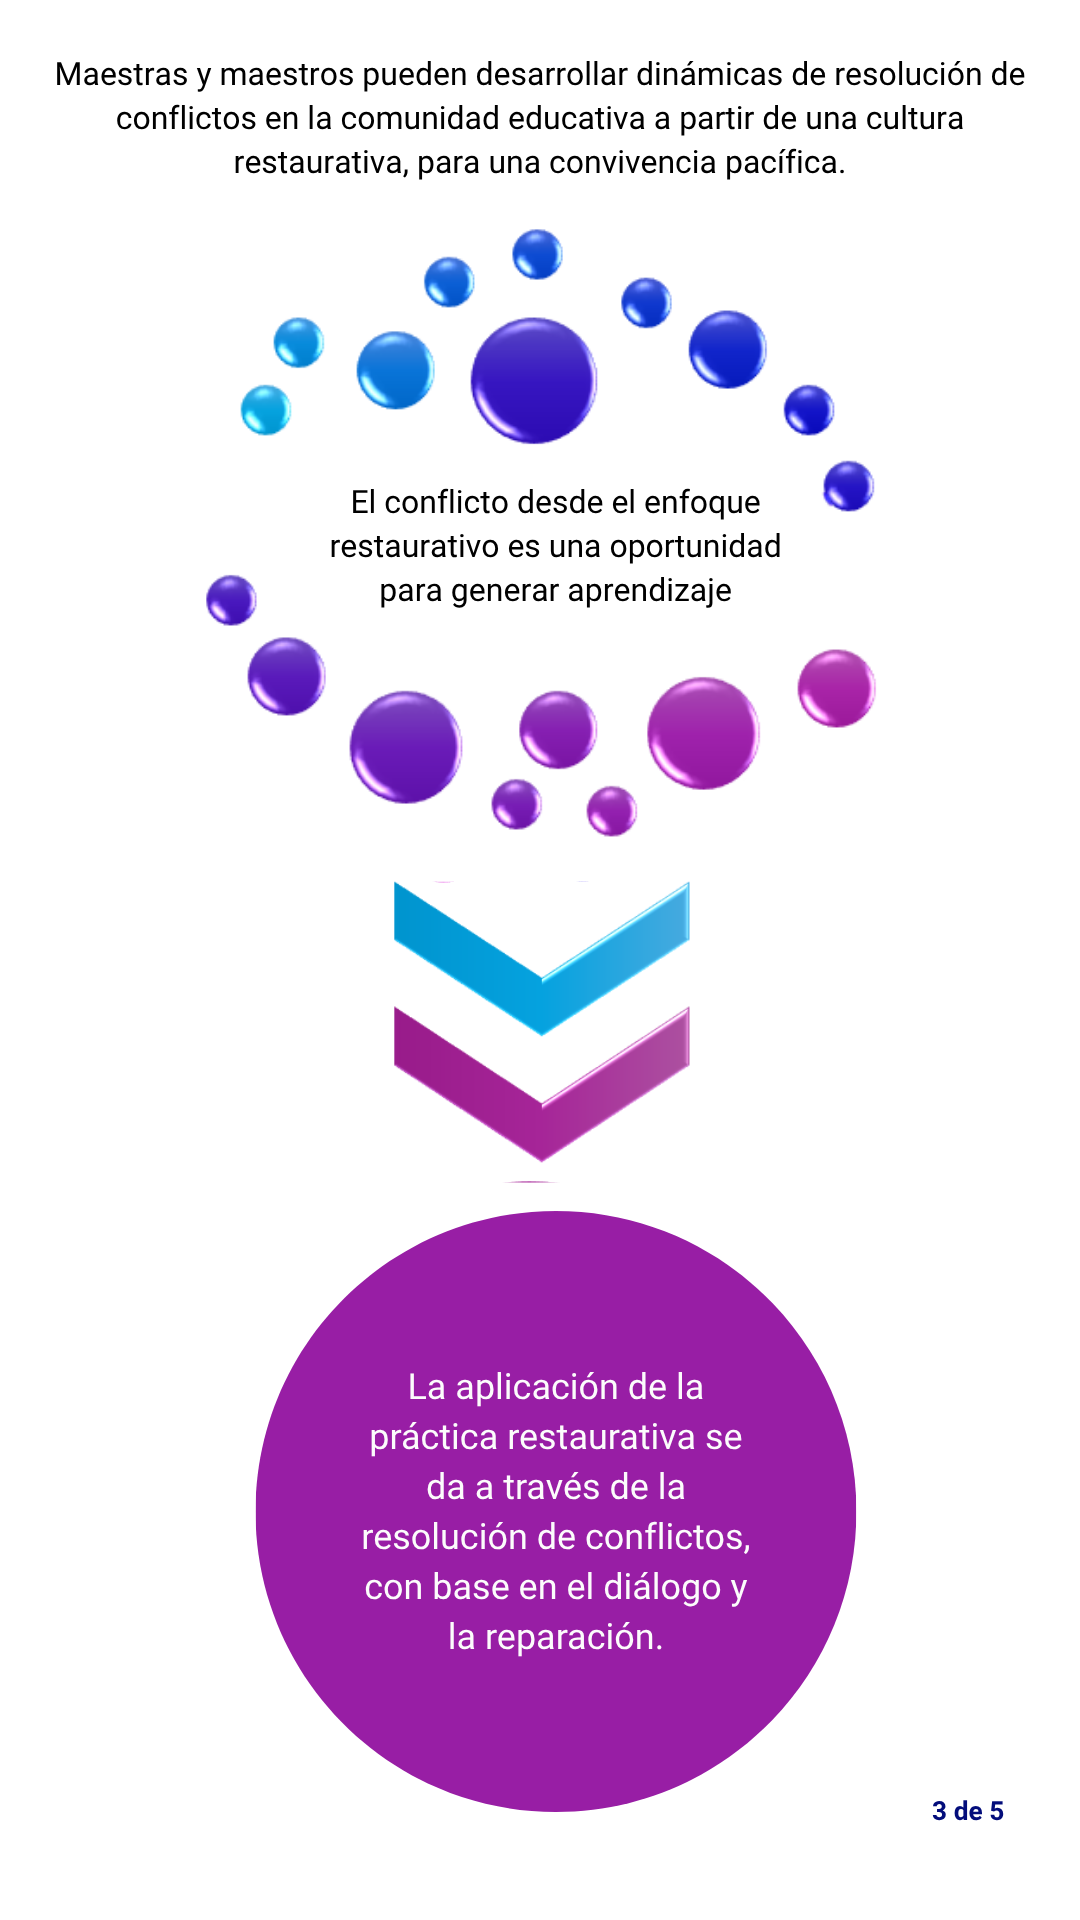 Maestras y maestros pueden desarrollar dinámicas de resolución de
conflictos en la comunidad educativa a partir de una cultura
restaurativa, para una convivencia pacífica.
El conflicto desde el enfoque
restaurativo es una oportunidad
para generar aprendizaje
La aplicación de la
práctica restaurativa se
da a través de la
resolución de conflictos,
con base en el diálogo y
la reparación.
3 de 5